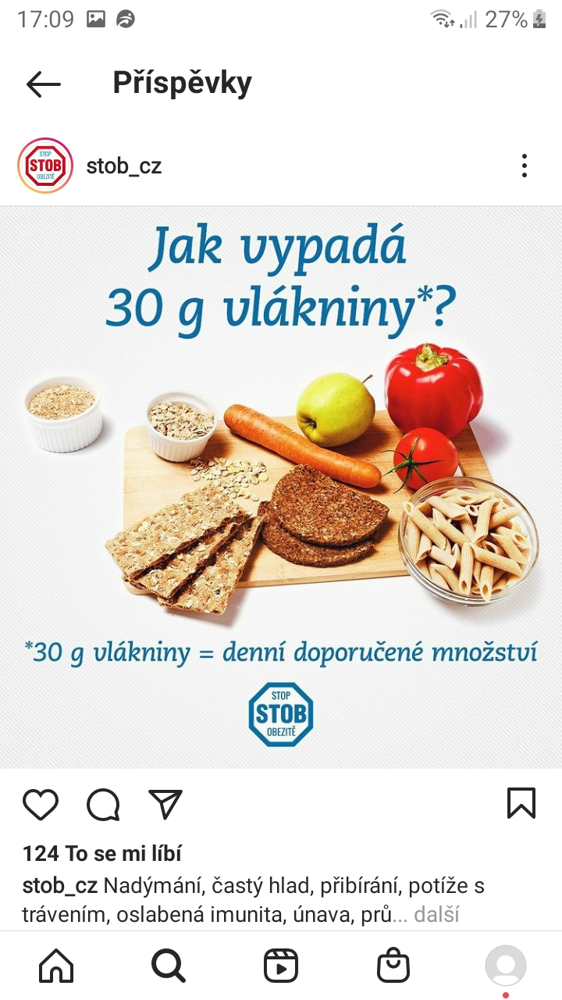 17:09
27%
Příspěvky
STOP
STOB
OBEZITĚ
stob_cz
Jak vypadá
30 g vlákniny*?
*30 g vlákniny = denní doporučené množství
STOP
STOB
OBEZITĚ
124 To se mi líbí
stob_cz Nadýmání, častý hlad, přibírání, potíže s
trávením, oslabená imunita, únava, prů... další